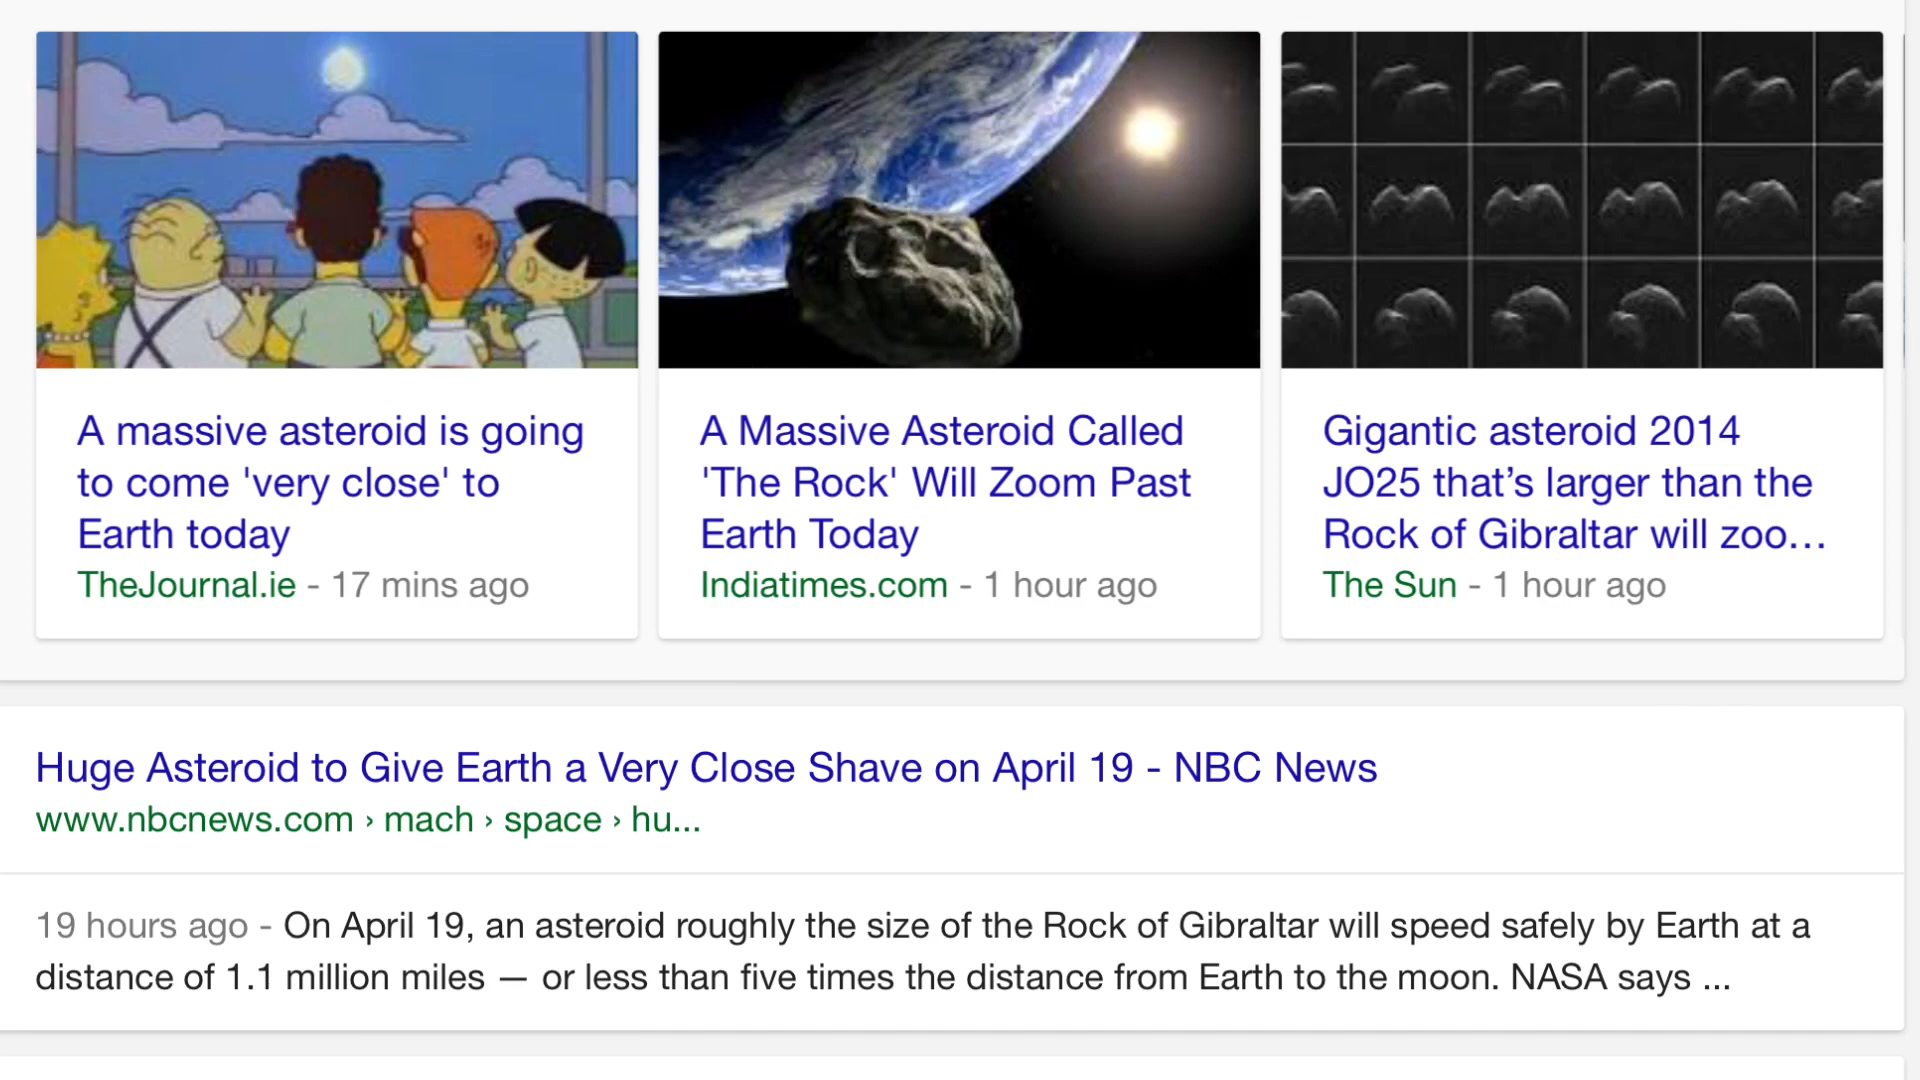 A massive asteroid is going
to come 'very close' to
Earth today
TheJournal.ie - 17 mins ago
A Massive Asteroid Called
'The Rock' Will Zoom Past
Earth Today
Indiatimes.com - 1 hour ago
Gigantic asteroid 2014
JO25 that’s larger than the
Rock of Gibraltar will zoo...
The Sun - 1 hour ago
Huge Asteroid to Give Earth a Very Close Shave on April 19 - NBC News
www.nbcnews.com › mach › space › hu...
19 hours ago - On April 19, an asteroid roughly the size of the Rock of Gibraltar will speed safely by Earth at a
distance of 1.1 million miles — or less than five times the distance from Earth to the moon. NASA says ...